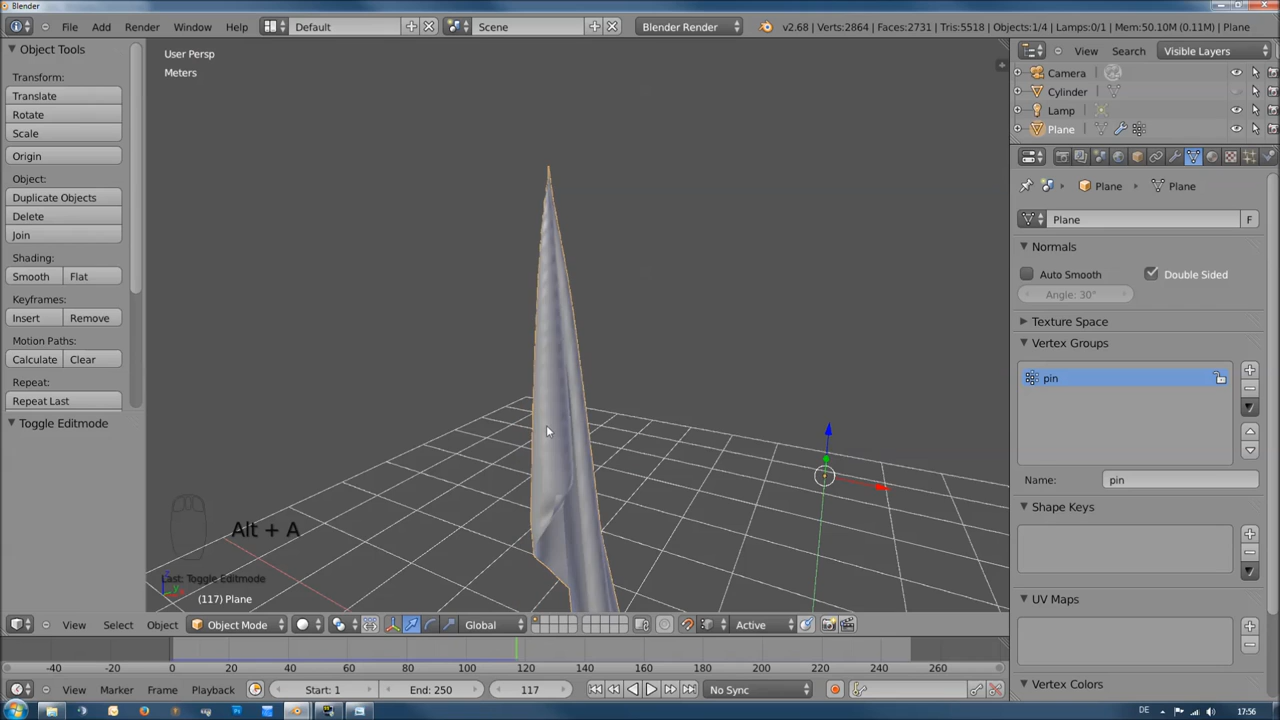 Blender
File Add Render Window Help Default Scene Blender Render v2.68 | Verts:2864 | Faces:2731 | Tris:5518 | Objects:1/4 | Lamps:0/1 | Mem:50.10M (0.11M) | Plane
Object Tools
Transform:
Translate
Rotate
Scale
Origin
Object:
Duplicate Objects
Delete
Join
Shading:
Smooth Flat
Keyframes:
Insert Remove
Motion Paths:
Calculate Clear
Repeat:
Repeat Last
Toggle Editmode
User Persp
Meters
Alt + A
Last: Toggle Editmode
(117) Plane
View Search Visible Layers
Camera
Cylinder
Lamp
Plane
Plane Plane
Plane F
Normals
Auto Smooth Double Sided
Angle: 30°
Texture Space
Vertex Groups
pin
Name: pin
Shape Keys
UV Maps
Vertex Colors
View Select Object Object Mode Global Active
-40 -20 0 20 40 60 80 100 120 140 160 180 200 220 240 260
View Marker Frame Playback Start: 1 End: 250 117 No Sync
DE 17:56